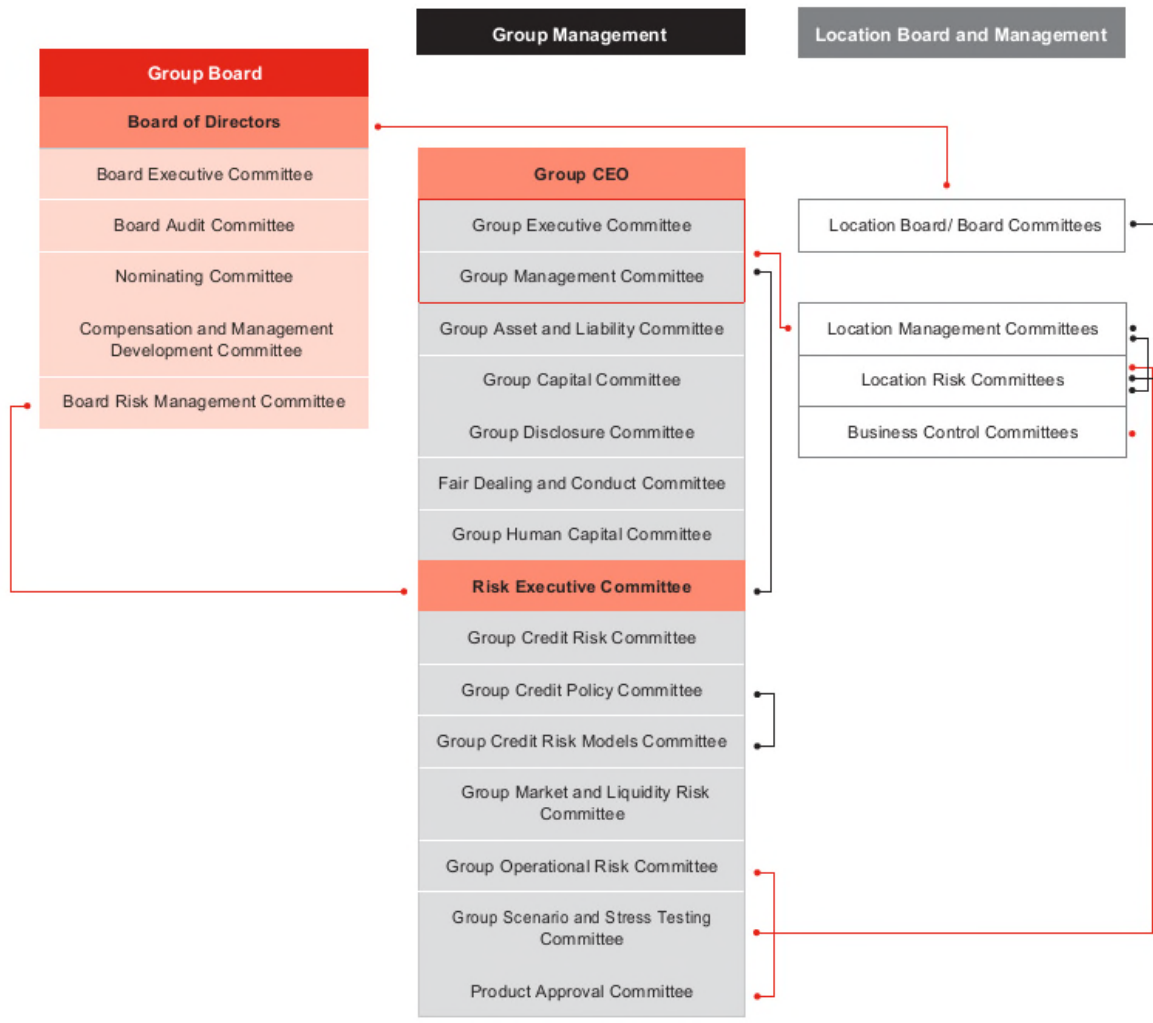 Group Management
Location Board and Management
Group Board
Board of Directors
Board Executive Committee
Board Audit Committee
Nominating Committee
Compensation and Management
Development Committee
Board Risk Management Committee
Group CEO
Group Executive Committee
Group Management Committee
Group Asset and Liability Committee
Group Capital Committee
Group Disclosure Committee
Fair Dealing and Conduct Committee
Group Human Capital Committee
Risk Executive Committee
Group Credit Risk Committee
Group Credit Policy Committee
Group Credit Risk Models Committee
Group Market and Liquidity Risk
Committee
Group Operational Risk Committee
Group Scenario and Stress Testing
Committee
Product Approval Committee
Location Board/ Board Committees
Location Management Committees
Location Risk Committees
Business Control Committees